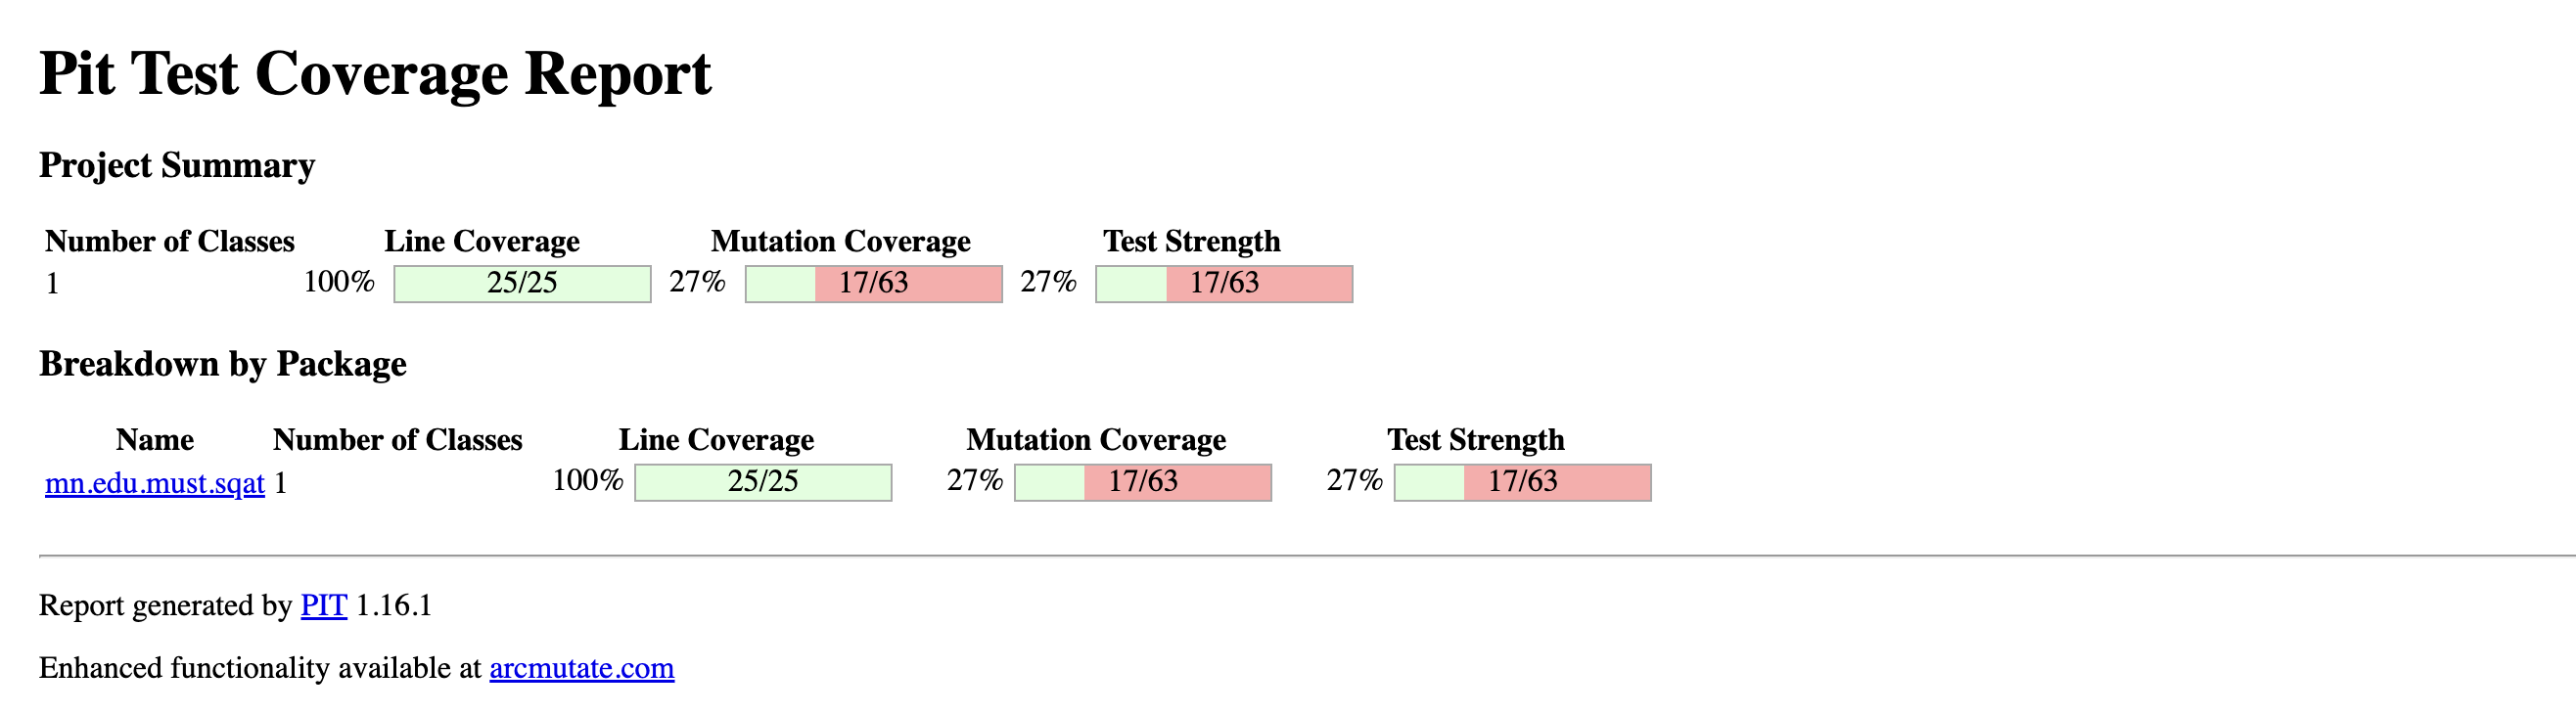 Pit Test Coverage Report
Project Summary
Number of Classes Line Coverage Mutation Coverage Test Strength
1 100% 25/25 27% 17/63 27% 17/63
Breakdown by Package
Name Number of Classes Line Coverage Mutation Coverage Test Strength
mn.edu.must.sqat 1 100% 25/25 27% 17/63 27% 17/63
Report generated by PIT 1.16.1
Enhanced functionality available at arcmutate.com